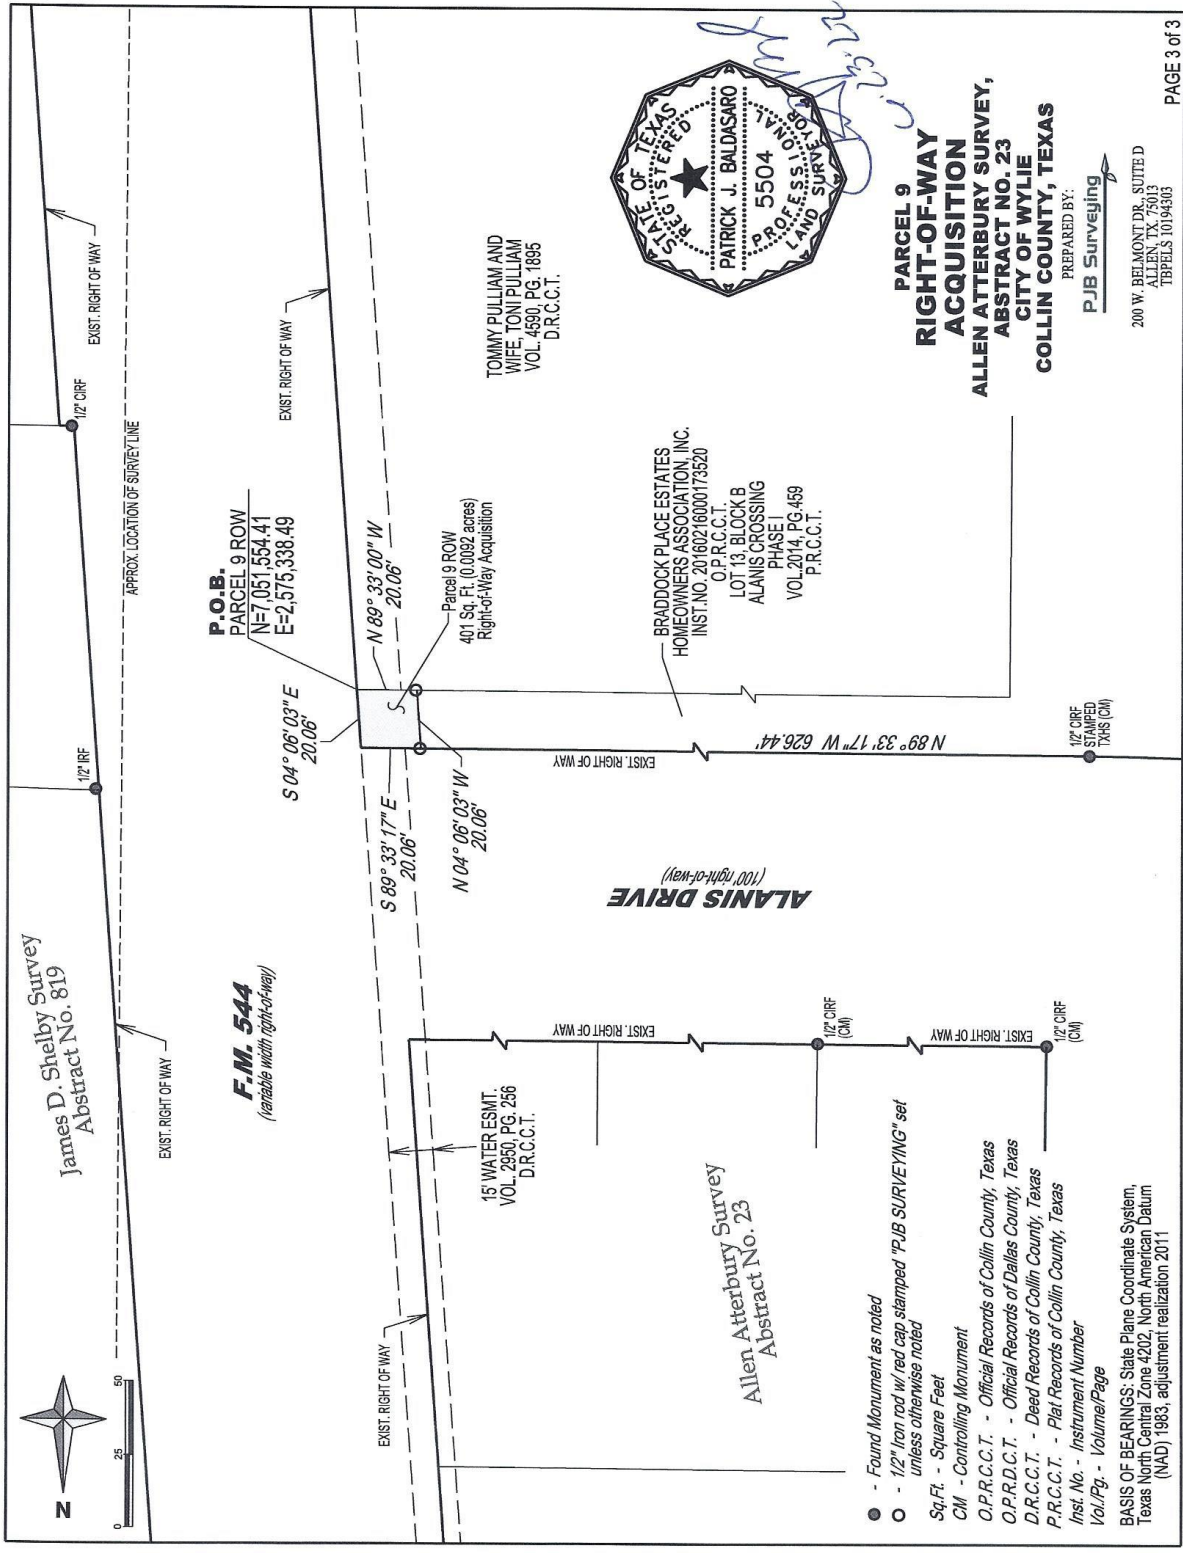 James D. Shelby Survey
Abstract No. 819
EXIST. RIGHT OF WAY
1/2" IRF
1/2" CIRF
EXIST. RIGHT OF WAY
APPROX. LOCATION OF SURVEY LINE
N
0
25
50
F.M. 544
(variable width right-of-way)
EXIST. RIGHT OF WAY
P.O.B.
PARCEL 9 ROW
N=7,051,554.41
E=2,575,338.49
S 04° 06' 03" E
20.06'
N 89° 33' 00" W
20.06'
S 89° 33' 17" E
20.06'
N 04° 06' 03" W
20.06'
Parcel 9 ROW
401 Sq. Ft. (0.0092 acres)
Right-of-Way Acquisition
EXIST. RIGHT OF WAY
15' WATER ESMT.
VOL. 2950, PG. 256
D.R.C.C.T.
TOMMY PULLIAM AND
WIFE, TONI PULLIAM
VOL. 4590, PG. 1895
D.R.C.C.T.
EXIST. RIGHT OF WAY
EXIST. RIGHT OF WAY
ALANIS DRIVE
(100' right-of-way)
BRADDOCK PLACE ESTATES
HOMEOWNERS ASSOCIATION, INC.
INST.NO. 20160216000173520
O.P.R.C.C.T.
LOT 13, BLOCK B
ALANIS CROSSING
PHASE I
VOL.2014, PG.459
P.R.C.C.T.
N 89° 33' 17" W 626.44'
Allen Atterbury Survey
Abstract No. 23
1/2" CIRF
(CM)
EXIST. RIGHT OF WAY
1/2" CIRF
(CM)
1/2" CIRF
STAMPED
TXHS (CM)
STATE OF TEXAS
REGISTERED
PATRICK J. BALDASARO
5504
PROFESSIONAL
LAND SURVEYOR
- Found Monument as noted
- 1/2" Iron rod w/ red cap stamped "PJB SURVEYING" set
unless otherwise noted
Sq.Ft. - Square Feet
CM - Controlling Monument
O.P.R.C.C.T. - Official Records of Collin County, Texas
O.P.R.D.C.T. - Official Records of Dallas County, Texas
D.R.C.C.T. - Deed Records of Collin County, Texas
P.R.C.C.T. - Plat Records of Collin County, Texas
Inst. No. - Instrument Number
Vol./Pg. - Volume/Page
BASIS OF BEARINGS: State Plane Coordinate System,
Texas North Central Zone 4202, North American Datum
(NAD) 1983, adjustment realization 2011
PARCEL 9
RIGHT-OF-WAY
ACQUISITION
ALLEN ATTERBURY SURVEY,
ABSTRACT NO. 23
CITY OF WYLIE
COLLIN COUNTY, TEXAS
PREPARED BY:
PJB Surveying
200 W. BELMONT DR., SUITE D
ALLEN, TX. 75013
TBPELS 10194303
PAGE 3 of 3